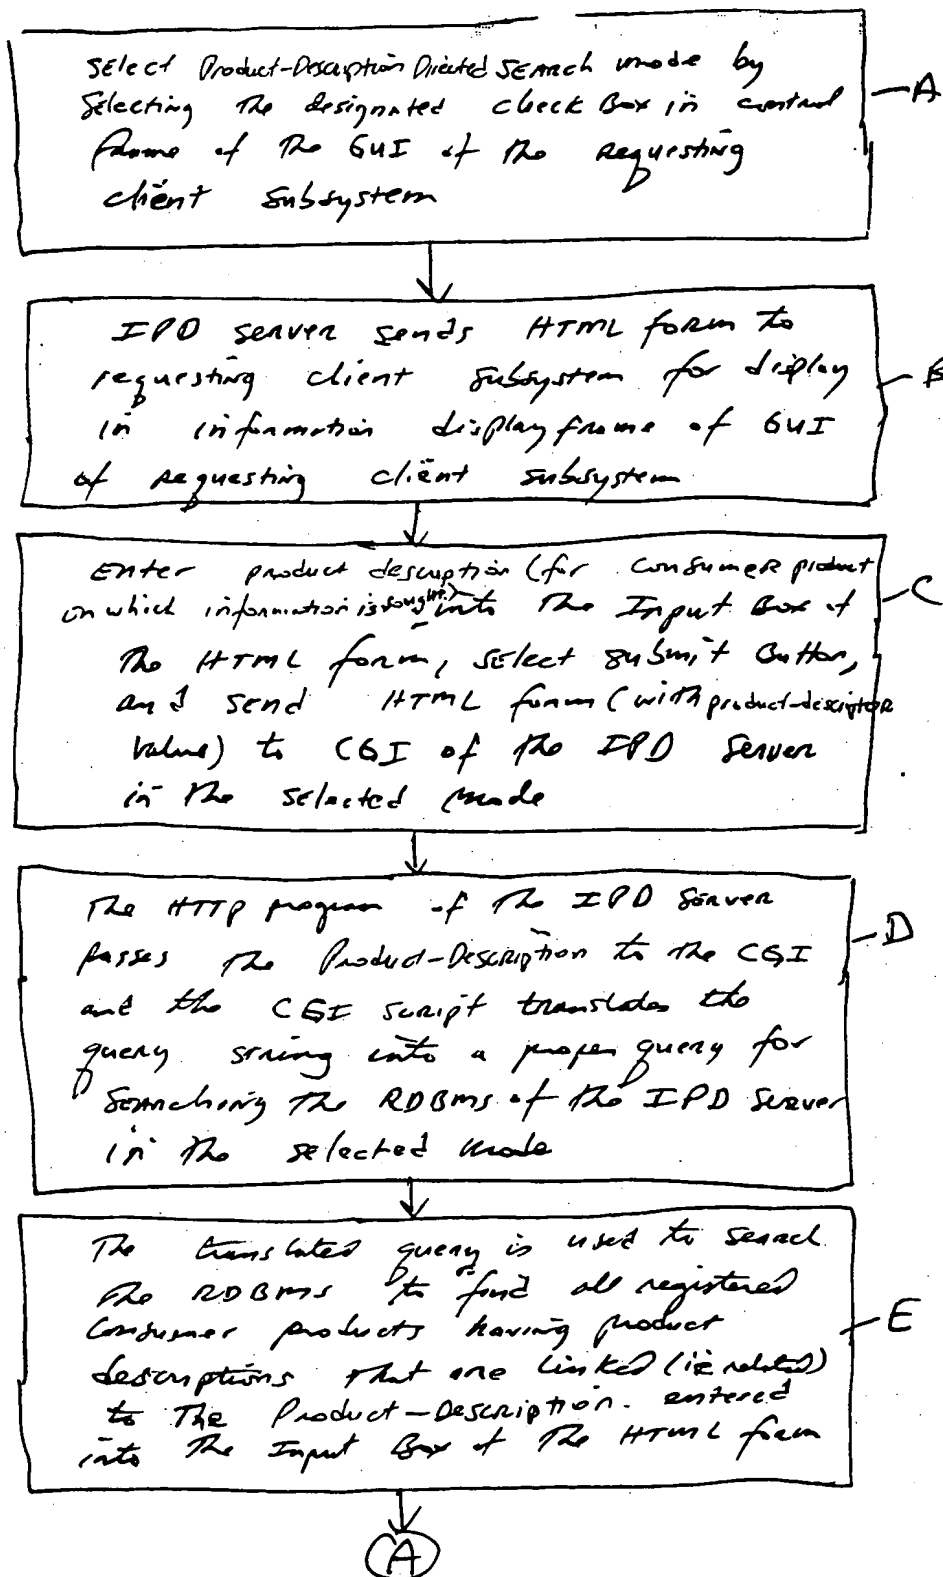 Select Product-Description Directed Search mode by
Selecting The designated check Box in control
frame of The GUI of the requesting
client subsystem
A
IPD server sends HTML form to
requesting client subsystem for display
in information display frame of GUI
of requesting client subsystem
B
Enter product description (for consumer product
on which information is sought) into The Input Box of
The HTML form, select submit Button,
and send HTML form (with product-descriptor
value) to CGI of the IPD Server
in The selected mode
C
The HTTP program of The IPD Server
passes The Product-Description to the CGI
and the CGI script translates the
query string into a proper query for
Searching The RDBMS of the IPD Server
in The selected mode
D
The translated query is used to search
The RDBMS to find all registered
Consumer products having product
descriptions that are linked (ie related)
to The Product-Description. entered
into The Input Box of The HTML form
E
A